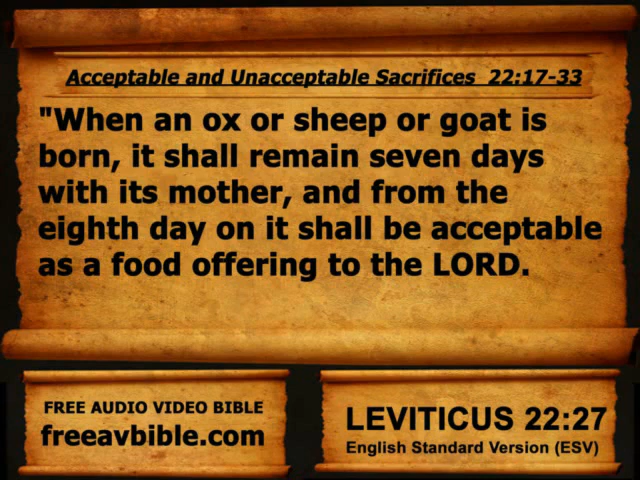 Acceptable and Unacceptable Sacrifices 22:17-33
"When an ox or sheep or goat is
born, it shall remain seven days
with its mother, and from the
eighth day on it shall be acceptable
as a food offering to the LORD.
FREE AUDIO VIDEO BIBLE
freeavbible.com
LEVITICUS 22:27
English Standard Version (ESV)